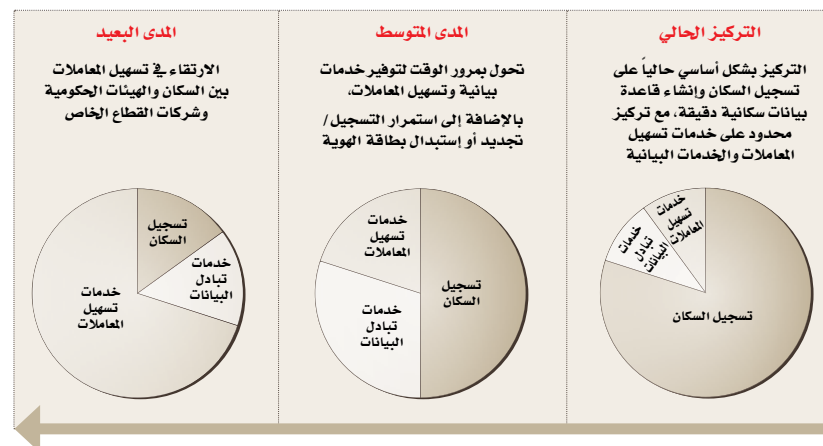 التركيز الحالي
التركيز بشكل أساسي حالياً على
تسجيل السكان وإنشاء قاعدة
بيانات سكانية دقيقة، مع تركيز
محدود على خدمات تسهيل
المعاملات والخدمات البيانية
خدمات
تسهيل
المعاملات
خدمات
تبادل
البيانات
تسجيل السكان
المدى المتوسط
تحول بمرور الوقت لتوفير خدمات
بيانية وتسهيل المعاملات،
بالإضافة إلى استمرار التسجيل/
تجديد أو إستبدال بطاقة الهوية
خدمات
تسهيل
المعاملات
تسجيل
السكان
خدمات
تبادل
البيانات
المدى البعيد
الارتقاء في تسهيل المعاملات
بين السكان والهيئات الحكومية
وشركات القطاع الخاص
تسجيل
السكان
خدمات
تبادل
البيانات
خدمات
تسهيل
المعاملات